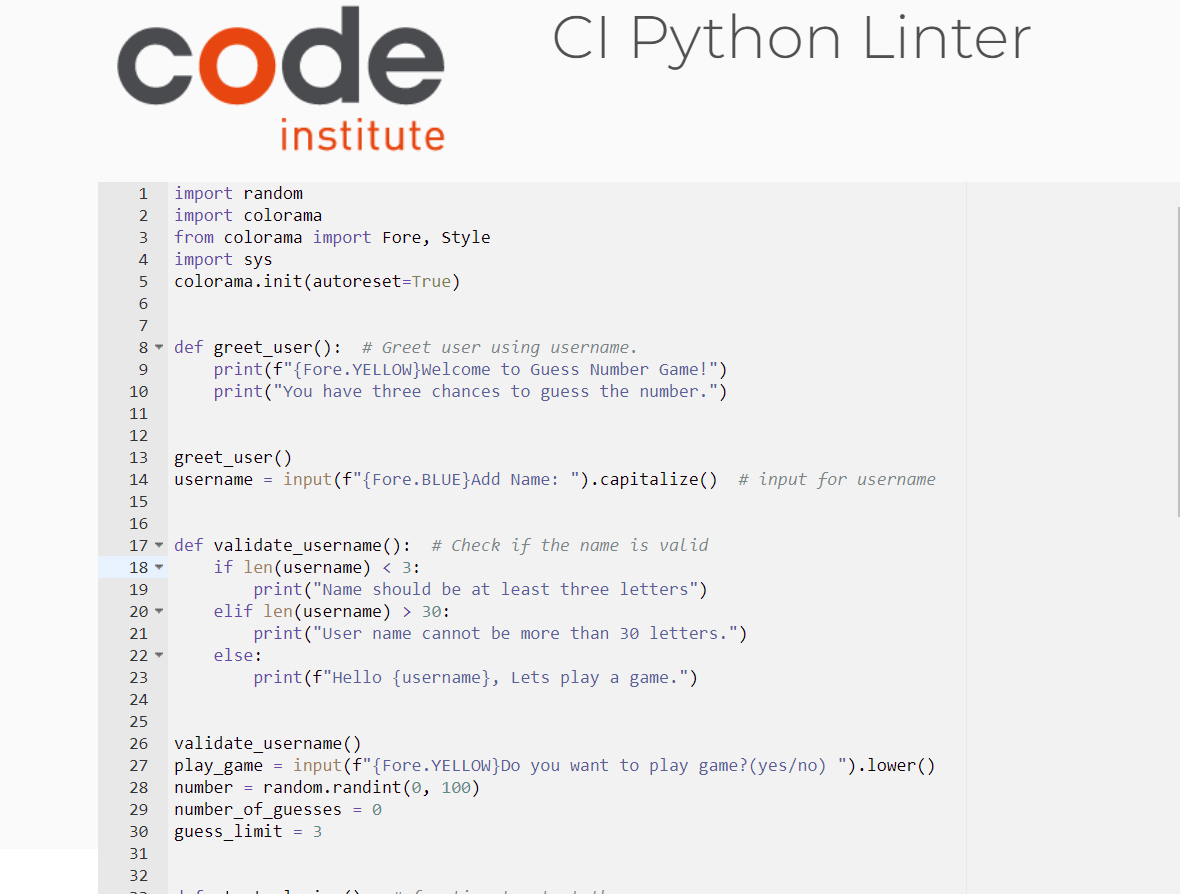 code
institute
CI Python Linter
1 import random
2 import colorama
3 from colorama import Fore, Style
4 import sys
5 colorama.init(autoreset=True)
6
7
8 def greet_user():  # Greet user using username.
9     print(f"{Fore.YELLOW}Welcome to Guess Number Game!")
10     print("You have three chances to guess the number.")
11
12
13 greet_user()
14 username = input(f"{Fore.BLUE}Add Name: ").capitalize()  # input for username
15
16
17 def validate_username():  # Check if the name is valid
18     if len(username) < 3:
19         print("Name should be at least three letters")
20     elif len(username) > 30:
21         print("User name cannot be more than 30 letters.")
22     else:
23         print(f"Hello {username}, Lets play a game.")
24
25
26 validate_username()
27 play_game = input(f"{Fore.YELLOW}Do you want to play game?(yes/no) ").lower()
28 number = random.randint(0, 100)
29 number_of_guesses = 0
30 guess_limit = 3
31
32